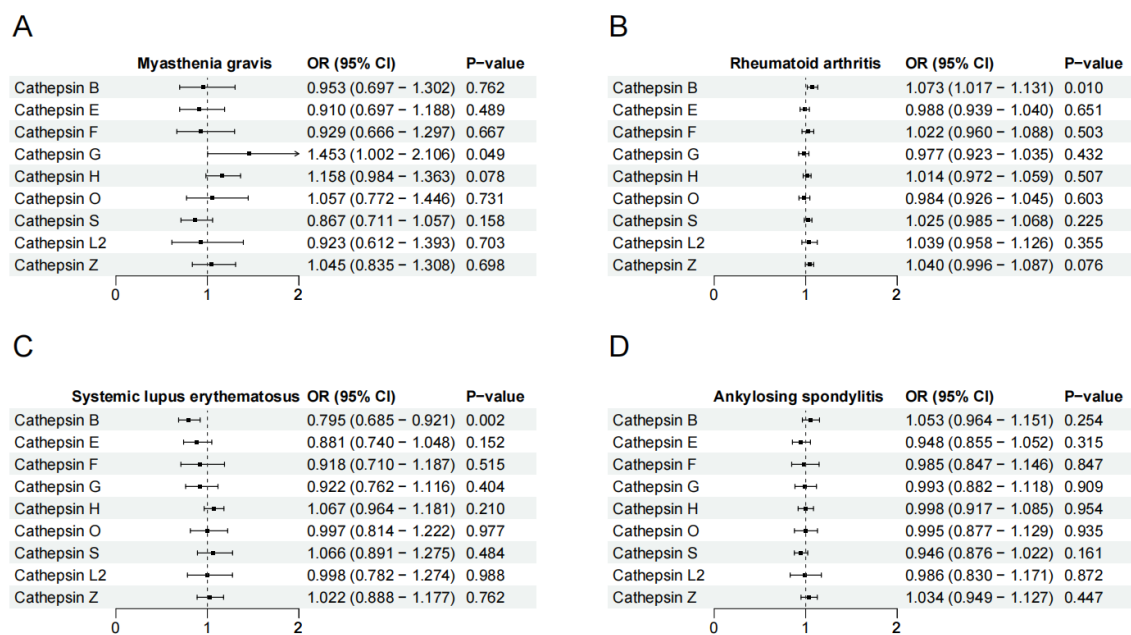 A
Myasthenia gravis OR (95% CI) P−value
Cathepsin B 0.953 (0.697 − 1.302) 0.762
Cathepsin E 0.910 (0.697 − 1.188) 0.489
Cathepsin F 0.929 (0.666 − 1.297) 0.667
Cathepsin G 1.453 (1.002 − 2.106) 0.049
Cathepsin H 1.158 (0.984 − 1.363) 0.078
Cathepsin O 1.057 (0.772 − 1.446) 0.731
Cathepsin S 0.867 (0.711 − 1.057) 0.158
Cathepsin L2 0.923 (0.612 − 1.393) 0.703
Cathepsin Z 1.045 (0.835 − 1.308) 0.698
0 1 2
B
Rheumatoid arthritis OR (95% CI) P−value
Cathepsin B 1.073 (1.017 − 1.131) 0.010
Cathepsin E 0.988 (0.939 − 1.040) 0.651
Cathepsin F 1.022 (0.960 − 1.088) 0.503
Cathepsin G 0.977 (0.923 − 1.035) 0.432
Cathepsin H 1.014 (0.972 − 1.059) 0.507
Cathepsin O 0.984 (0.926 − 1.045) 0.603
Cathepsin S 1.025 (0.985 − 1.068) 0.225
Cathepsin L2 1.039 (0.958 − 1.126) 0.355
Cathepsin Z 1.040 (0.996 − 1.087) 0.076
0 1 2
C
Systemic lupus erythematosus OR (95% CI) P−value
Cathepsin B 0.795 (0.685 − 0.921) 0.002
Cathepsin E 0.881 (0.740 − 1.048) 0.152
Cathepsin F 0.918 (0.710 − 1.187) 0.515
Cathepsin G 0.922 (0.762 − 1.116) 0.404
Cathepsin H 1.067 (0.964 − 1.181) 0.210
Cathepsin O 0.997 (0.814 − 1.222) 0.977
Cathepsin S 1.066 (0.891 − 1.275) 0.484
Cathepsin L2 0.998 (0.782 − 1.274) 0.988
Cathepsin Z 1.022 (0.888 − 1.177) 0.762
0 1 2
D
Ankylosing spondylitis OR (95% CI) P−value
Cathepsin B 1.053 (0.964 − 1.151) 0.254
Cathepsin E 0.948 (0.855 − 1.052) 0.315
Cathepsin F 0.985 (0.847 − 1.146) 0.847
Cathepsin G 0.993 (0.882 − 1.118) 0.909
Cathepsin H 0.998 (0.917 − 1.085) 0.954
Cathepsin O 0.995 (0.877 − 1.129) 0.935
Cathepsin S 0.946 (0.876 − 1.022) 0.161
Cathepsin L2 0.986 (0.830 − 1.171) 0.872
Cathepsin Z 1.034 (0.949 − 1.127) 0.447
0 1 2